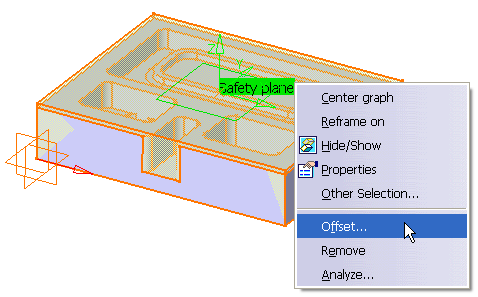 Z
Y
Safety plane
Center graph
Reframe on
Hide/Show
Properties
Other Selection...
Offset...
Remove
Analyze...